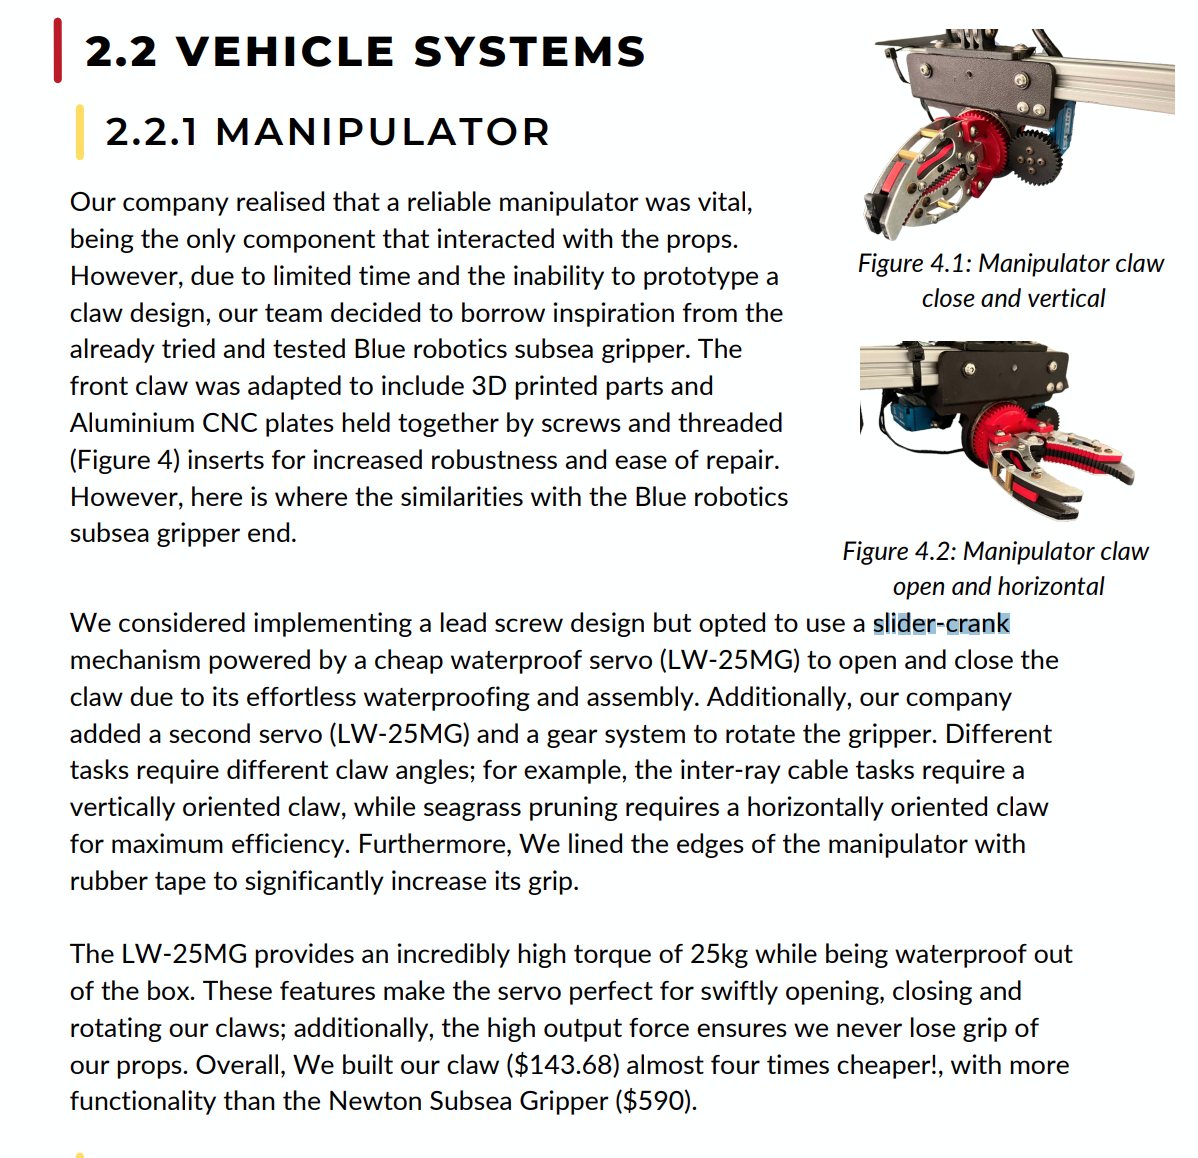 2.2 VEHICLE SYSTEMS
2.2.1 MANIPULATOR
Our company realised that a reliable manipulator was vital,
being the only component that interacted with the props.
However, due to limited time and the inability to prototype a
claw design, our team decided to borrow inspiration from the
already tried and tested Blue robotics subsea gripper. The
front claw was adapted to include 3D printed parts and
Aluminium CNC plates held together by screws and threaded
(Figure 4) inserts for increased robustness and ease of repair.
However, here is where the similarities with the Blue robotics
subsea gripper end.
Figure 4.1: Manipulator claw
close and vertical
Figure 4.2: Manipulator claw
open and horizontal
We considered implementing a lead screw design but opted to use a slider-crank
mechanism powered by a cheap waterproof servo (LW-25MG) to open and close the
claw due to its effortless waterproofing and assembly. Additionally, our company
added a second servo (LW-25MG) and a gear system to rotate the gripper. Different
tasks require different claw angles; for example, the inter-ray cable tasks require a
vertically oriented claw, while seagrass pruning requires a horizontally oriented claw
for maximum efficiency. Furthermore, We lined the edges of the manipulator with
rubber tape to significantly increase its grip.
The LW-25MG provides an incredibly high torque of 25kg while being waterproof out
of the box. These features make the servo perfect for swiftly opening, closing and
rotating our claws; additionally, the high output force ensures we never lose grip of
our props. Overall, We built our claw ($143.68) almost four times cheaper!, with more
functionality than the Newton Subsea Gripper ($590).